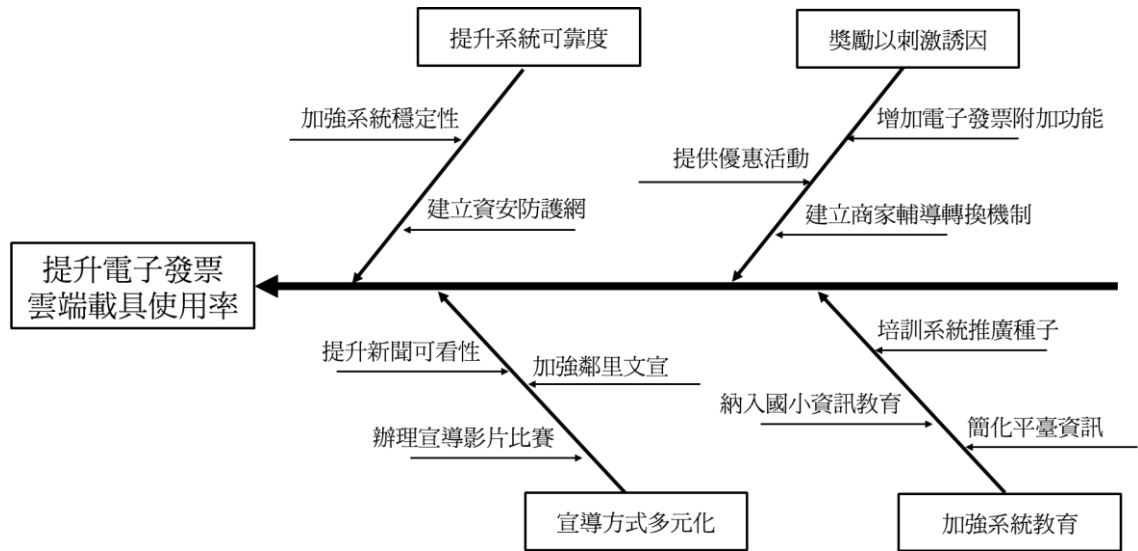 提升系統可靠度
獎勵以刺激誘因
加強系統穩定性
增加電子發票附加功能
提供優惠活動
建立資安防護網
建立商家輔導轉換機制
提升電子發票
雲端載具使用率
培訓系統推廣種子
提升新聞可看性
加強鄰里文宣
納入國小資訊教育
簡化平臺資訊
辦理宣導影片比賽
宣導方式多元化
加強系統教育